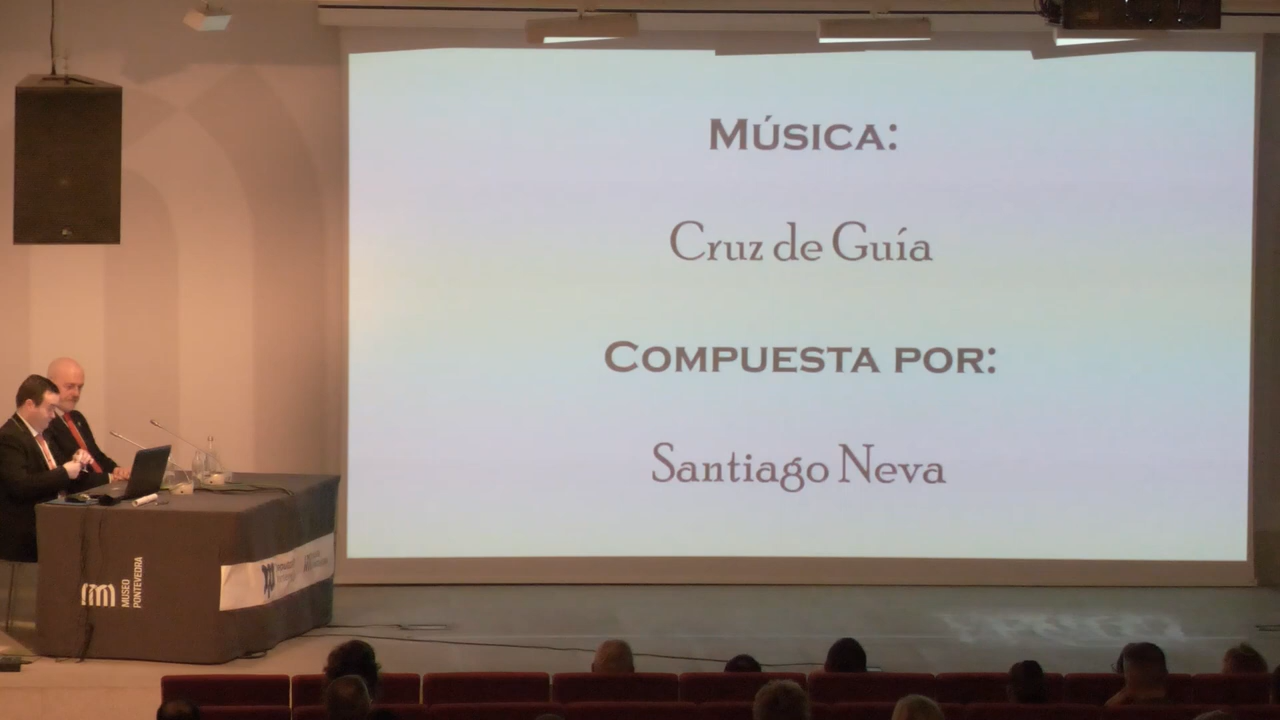 MÚSICA:
Cruz de Guía
COMPUESTA POR:
Santiago Neva
MUSEO
PONTEVEDRA